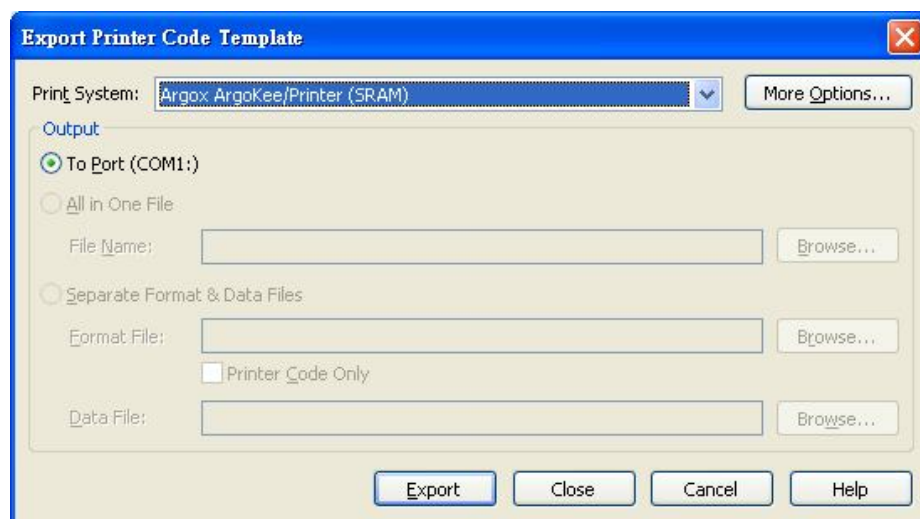 Export Printer Code Template
Print System: Argox ArgoKee/Printer (SRAM) More Options...
Output
To Port (COM1:)
All in One File
File Name: Browse...
Separate Format & Data Files
Format File: Browse...
Printer Code Only
Data File: Browse...
Export Close Cancel Help